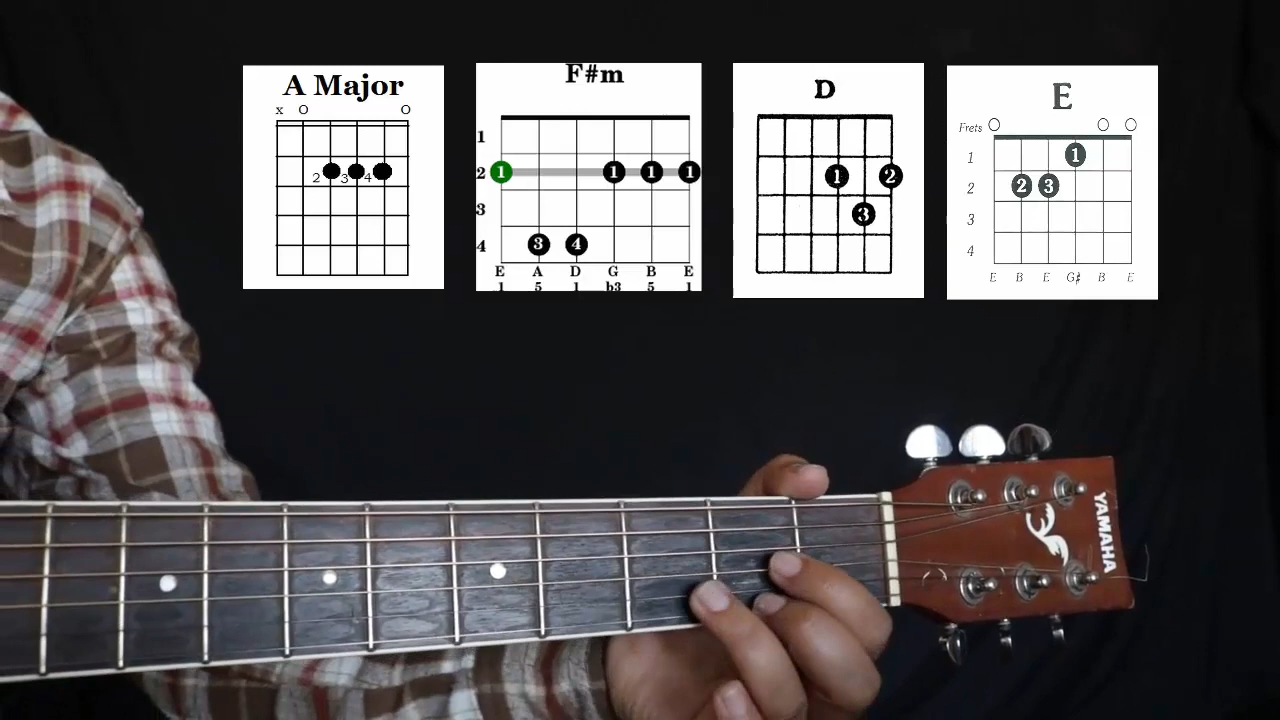 A Major
x O O
2 3 4
F#m
1
2 1 1 1 1
3
4 3 4
E A D G B E
1 5 1 b3 5 1
D
1 2
3
E
Frets
1 1
2 2 3
3
4
E B E G♯ B E
YAMAHA